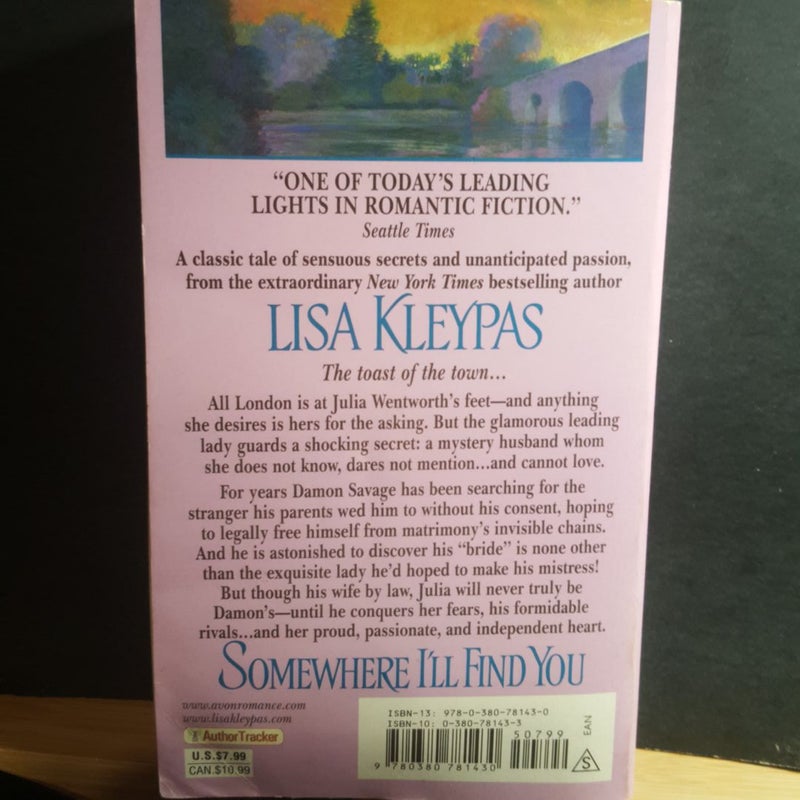 “ONE OF TODAY’S LEADING
LIGHTS IN ROMANTIC FICTION.”
Seattle Times
A classic tale of sensuous secrets and unanticipated passion,
from the extraordinary New York Times bestselling author
LISA KLEYPAS
The toast of the town...
All London is at Julia Wentworth’s feet—and anything
she desires is hers for the asking. But the glamorous leading
lady guards a shocking secret: a mystery husband whom
she does not know, dares not mention...and cannot love.
For years Damon Savage has been searching for the
stranger his parents wed him to without his consent, hoping
to legally free himself from matrimony’s invisible chains.
And he is astonished to discover his “bride” is none other
than the exquisite lady he’d hoped to make his mistress!
But though his wife by law, Julia will never truly be
Damon’s—until he conquers her fears, his formidable
rivals...and her proud, passionate, and independent heart.
SOMEWHERE I’LL FIND YOU
www.avonromance.com
www.lisakleypas.com
AuthorTracker
U.S.$7.99
CAN.$10.99
ISBN-13: 978-0-380-78143-0
ISBN-10: 0-380-78143-3
50799
9 780380 781430
EAN
S